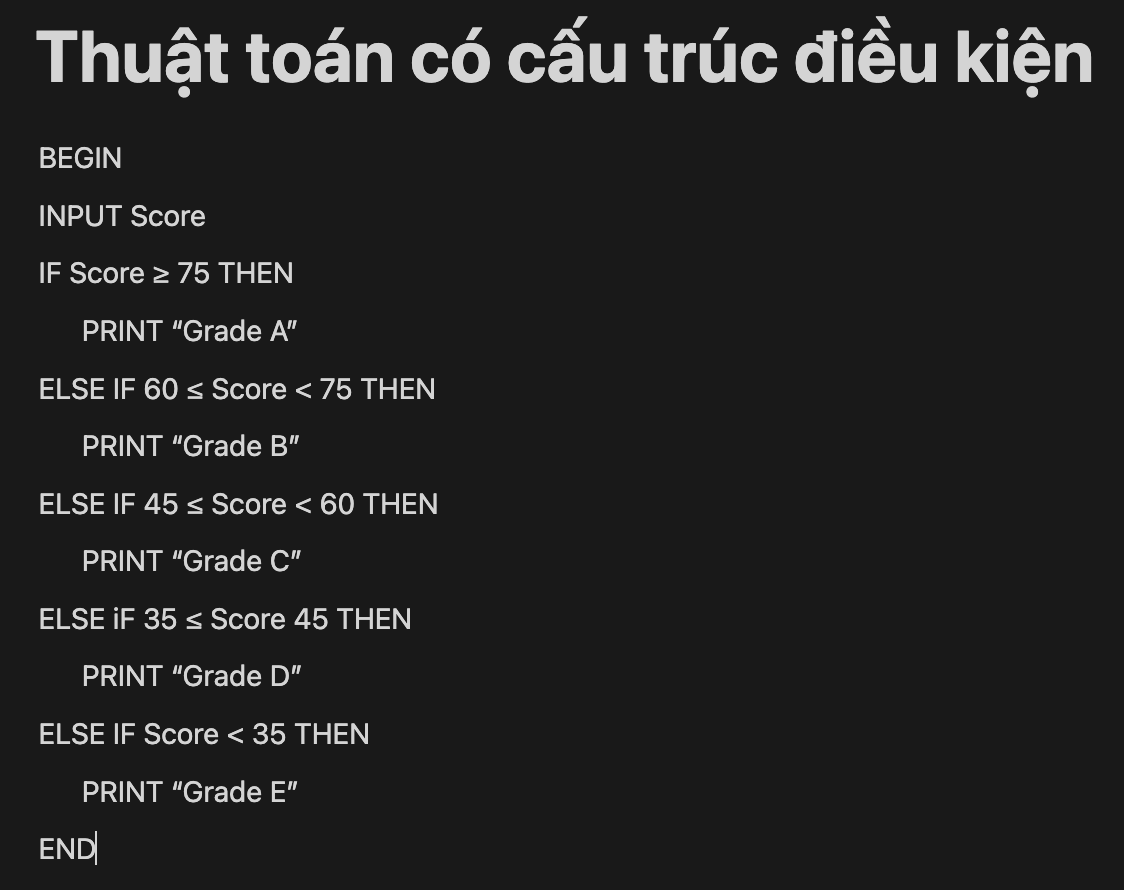 Thuật toán có cấu trúc điều kiện
BEGIN
INPUT Score
IF Score ≥ 75 THEN
PRINT “Grade A”
ELSE IF 60 ≤ Score < 75 THEN
PRINT “Grade B”
ELSE IF 45 ≤ Score < 60 THEN
PRINT “Grade C”
ELSE iF 35 ≤ Score 45 THEN
PRINT “Grade D”
ELSE IF Score < 35 THEN
PRINT “Grade E”
END